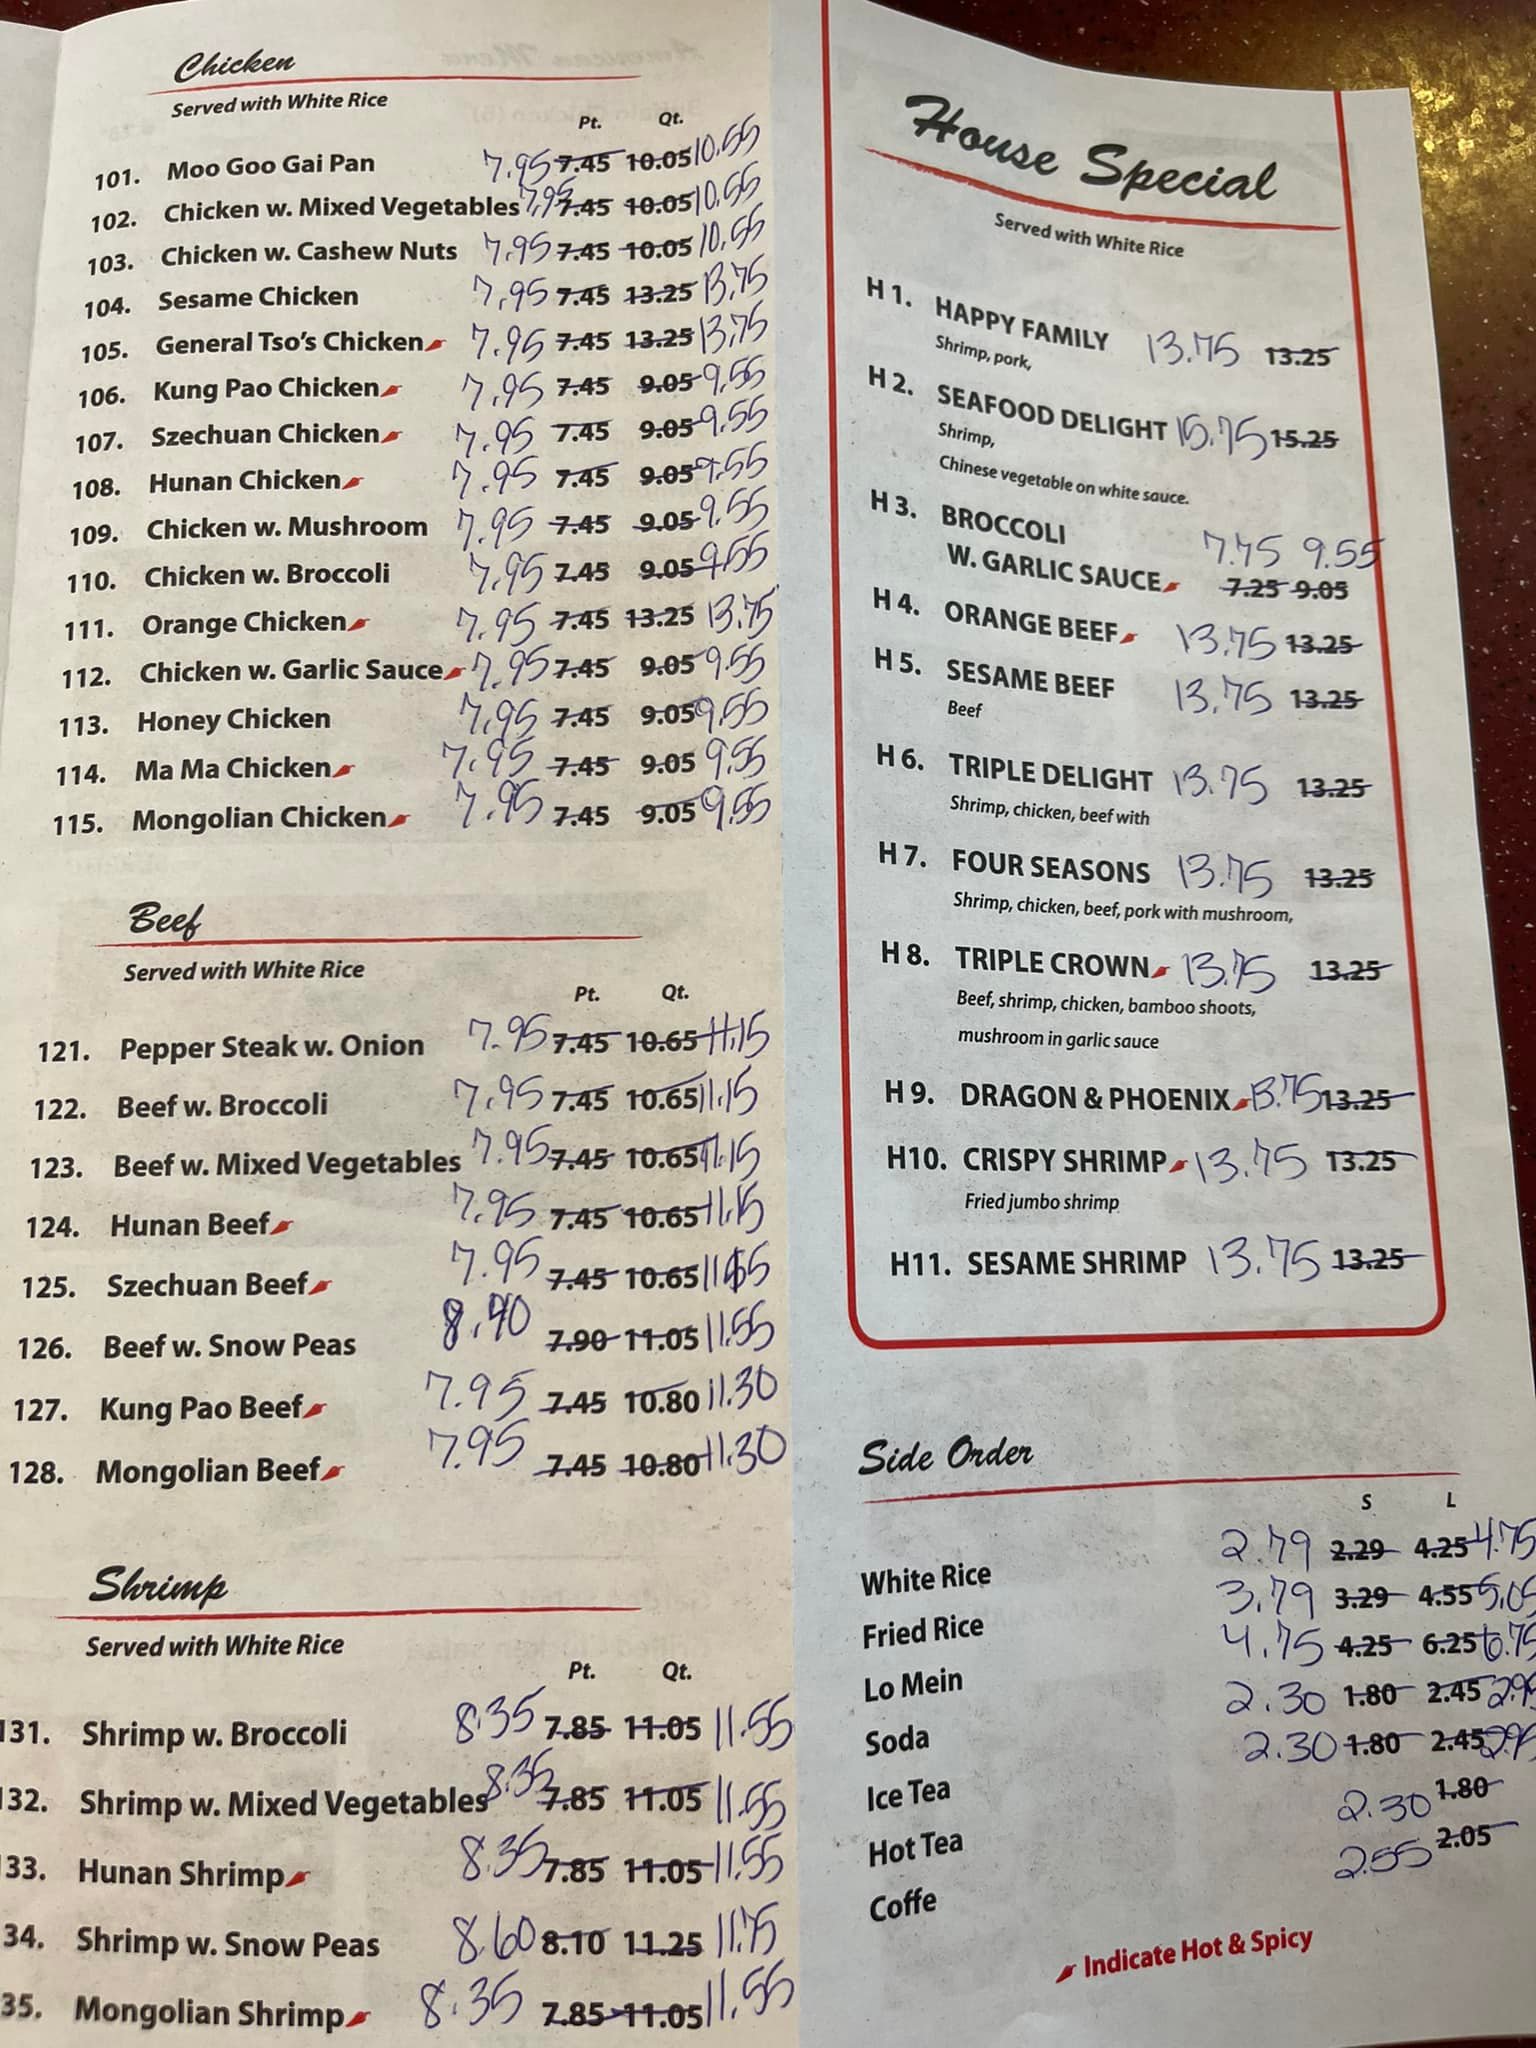 Chicken
Served with White Rice
Pt. Qt.
101. Moo Goo Gai Pan 7.95 7.45 10.05 10.55
102. Chicken w. Mixed Vegetables 7.95 7.45 10.05 10.55
103. Chicken w. Cashew Nuts 7.95 7.45 10.05 10.55
104. Sesame Chicken 7.95 7.45 13.25 13.75
105. General Tso's Chicken 7.95 7.45 13.25 13.75
106. Kung Pao Chicken 7.95 7.45 9.05 9.55
107. Szechuan Chicken 7.95 7.45 9.05 9.55
108. Hunan Chicken 7.95 7.45 9.05 9.55
109. Chicken w. Mushroom 7.95 7.45 9.05 9.55
110. Chicken w. Broccoli 7.95 7.45 9.05 9.55
111. Orange Chicken 7.95 7.45 13.25 13.75
112. Chicken w. Garlic Sauce 7.95 7.45 9.05 9.55
113. Honey Chicken 7.95 7.45 9.05 9.55
114. Ma Ma Chicken 7.95 7.45 9.05 9.55
115. Mongolian Chicken 7.95 7.45 9.05 9.55
Beef
Served with White Rice
Pt. Qt.
121. Pepper Steak w. Onion 7.95 7.45 10.65 11.15
122. Beef w. Broccoli 7.95 7.45 10.65 11.15
123. Beef w. Mixed Vegetables 7.95 7.45 10.65 11.15
124. Hunan Beef 7.95 7.45 10.65 11.15
125. Szechuan Beef 7.95 7.45 10.65
126. Beef w. Snow Peas 8.40 7.90 11.05 11.55
127. Kung Pao Beef 7.95 7.45 10.80 11.30
128. Mongolian Beef 7.95 7.45 10.80 11.30
Shrimp
Served with White Rice
Pt. Qt.
131. Shrimp w. Broccoli 8.35 7.85 11.05 11.55
132. Shrimp w. Mixed Vegetables 8.35 7.85 11.05 11.55
33. Hunan Shrimp 8.35 7.85 11.05 11.55
34. Shrimp w. Snow Peas 8.60 8.10 11.25 11.75
35. Mongolian Shrimp 8.35 7.85 11.05 11.55
House Special
Served with White Rice
H 1. HAPPY FAMILY 13.75 13.25
Shrimp, pork,
H 2. SEAFOOD DELIGHT 15.75 15.25
Shrimp,
Chinese vegetable on white sauce.
H 3. BROCCOLI 7.75 9.55
W. GARLIC SAUCE 7.25 9.05
H 4. ORANGE BEEF 13.75 13.25
H 5. SESAME BEEF 13.75 13.25
Beef
H 6. TRIPLE DELIGHT 13.75 13.25
Shrimp, chicken, beef with
H 7. FOUR SEASONS 13.75 13.25
Shrimp, chicken, beef, pork with mushroom,
H 8. TRIPLE CROWN 13.75 13.25
Beef, shrimp, chicken, bamboo shoots,
mushroom in garlic sauce
H 9. DRAGON & PHOENIX 13.75 13.25
H10. CRISPY SHRIMP 13.75 13.25
Fried jumbo shrimp
H11. SESAME SHRIMP 13.75 13.25
Side Order
S L
White Rice 2.79 2.29 4.25 4.75
Fried Rice 3.79 3.29 4.55 5.05
Lo Mein 4.75 4.25 6.25 6.75
Soda 2.30 1.80 2.45 2.95
Ice Tea 2.30 1.80 2.45 2.95
Hot Tea 2.30 1.80
Coffe 2.55 2.05
Indicate Hot & Spicy